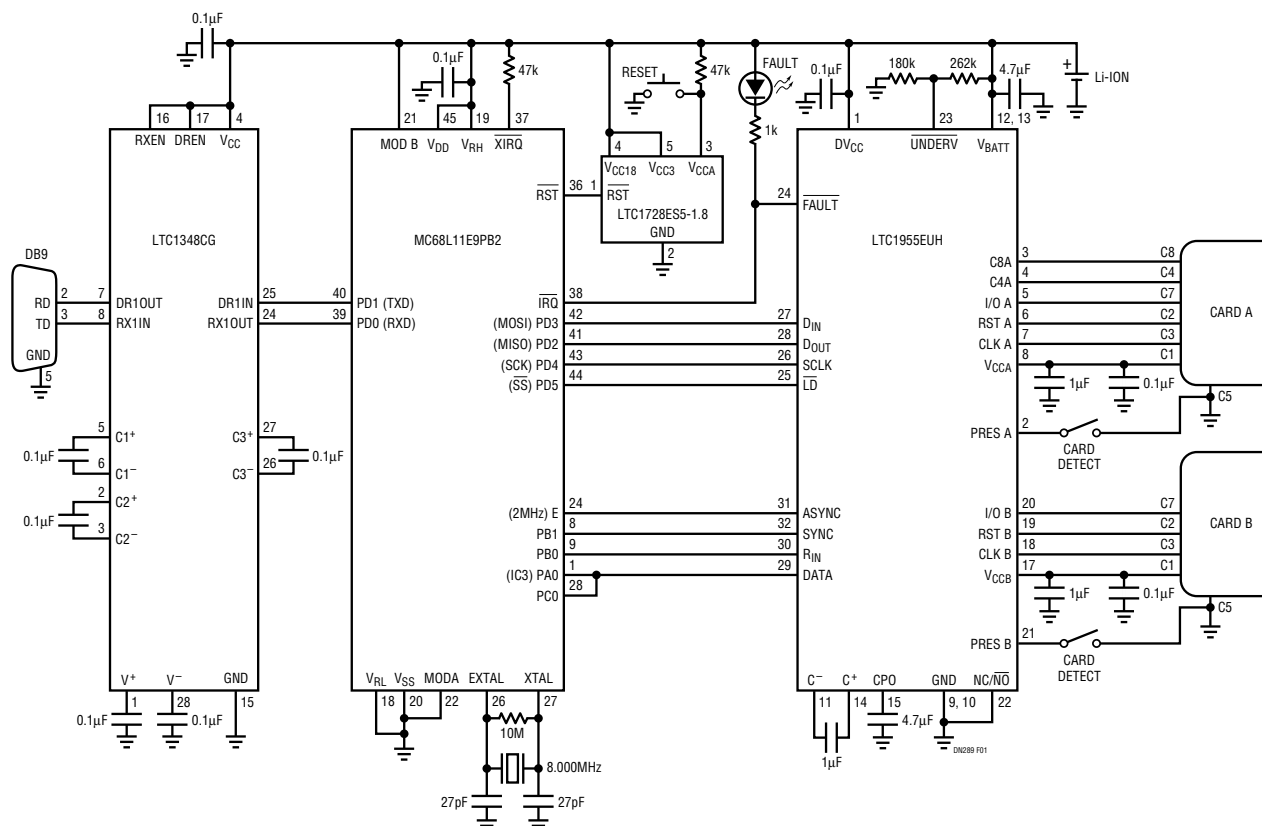 0.1µF
0.1µF
47k
RESET
47k
FAULT
1k
0.1µF
180k
262k
4.7µF
+
Li-ION
16 17 4
RXEN DREN VCC
21 45 19 37
MOD B VDD VRH XIRQ
4 5 3
VCC18 VCC3 VCCA
1 23 12, 13
DVCC UNDERV VBATT
RST 36 1 RST
LTC1728ES5-1.8
GND
2
24
FAULT
LTC1348CG
MC68L11E9PB2
LTC1955EUH
DB9
RD 2 7 DR1OUT
TD 3 8 RX1IN
GND
5
DR1IN 25 40 PD1 (TXD)
RX1OUT 24 39 PD0 (RXD)
IRQ 38
(MOSI) PD3 42 27 DIN
(MISO) PD2 41 28 DOUT
(SCK) PD4 43 26 SCLK
(SS) PD5 44 25 LD
C8A 3 C8
C4A 4 C4
I/O A 5 C7
RST A 6 C2
CLK A 7 C3
VCCA 8 C1
CARD A
1µF
0.1µF
C5
PRES A 2
CARD
DETECT
5 C1+
0.1µF
6 C1–
2 C2+
0.1µF
3 C2–
C3+ 27
0.1µF
C3– 26
(2MHz) E 24 31 ASYNC
PB1 8 32 SYNC
PB0 9 30 RIN
(IC3) PA0 1 29 DATA
PC0 28
I/O B 20 C7
RST B 19 C2
CLK B 18 C3
VCCB 17 C1
CARD B
1µF
0.1µF
C5
PRES B 21
CARD
DETECT
V+ V– GND
1 28 15
0.1µF
0.1µF
VRL VSS MODA EXTAL XTAL
18 20 22 26 27
10M
8.000MHz
27pF
27pF
C– C+ CPO GND NC/NO
11 14 15 9, 10 22
4.7µF
1µF
DN289 F01